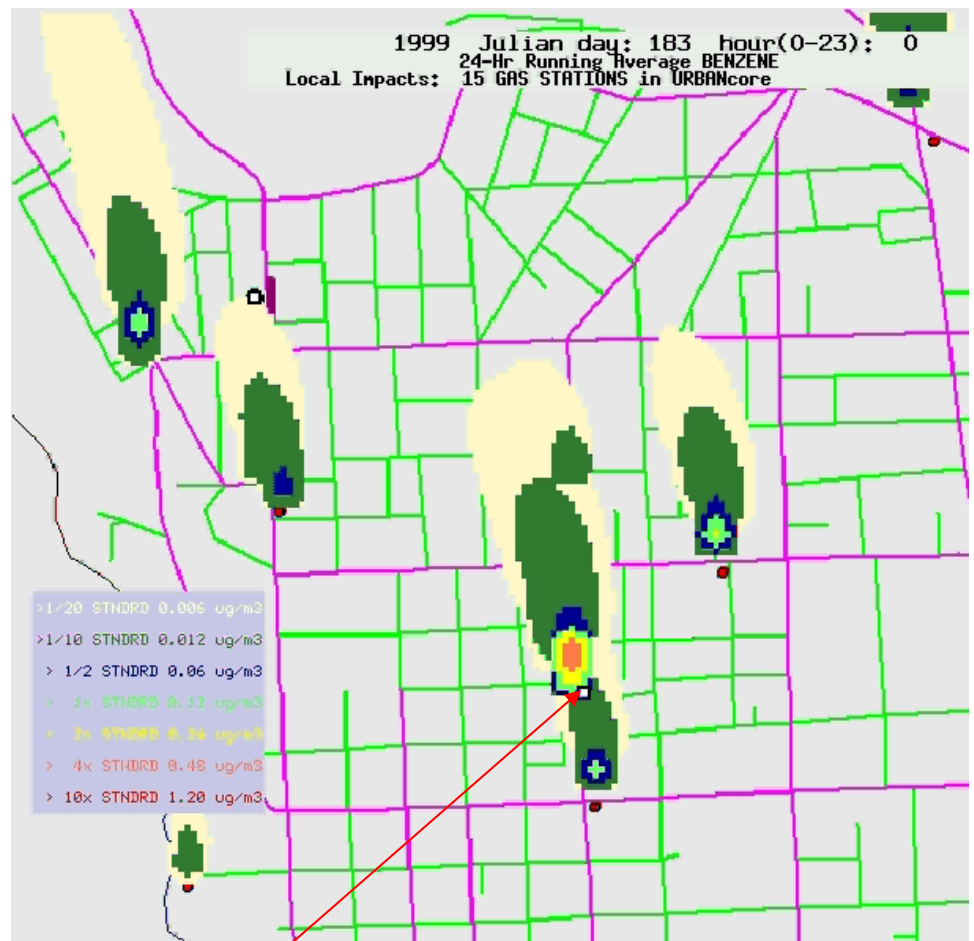 1999 Julian day: 183 hour(0-23): 0
24-Hr Running Average BENZENE
Local Impacts: 15 GAS STATIONS in URBANcore
>1/20 STNDRD 0.006 ug/m3
>1/10 STNDRD 0.012 ug/m3
> 1/2 STNDRD 0.06 ug/m3
> 1x STNDRD 0.12 ug/m3
> STNDRD ug/m3
> 4x STNDRD 0.48 ug/m3
> 10x STNDRD 1.20 ug/m3